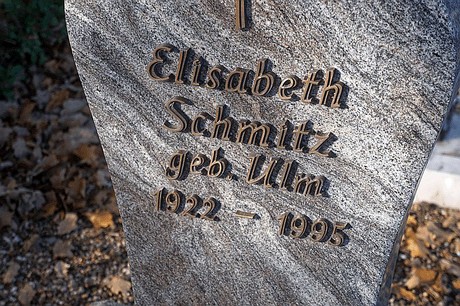 Elisabeth
Schmitz
geb. Ulm
1922 - 1995